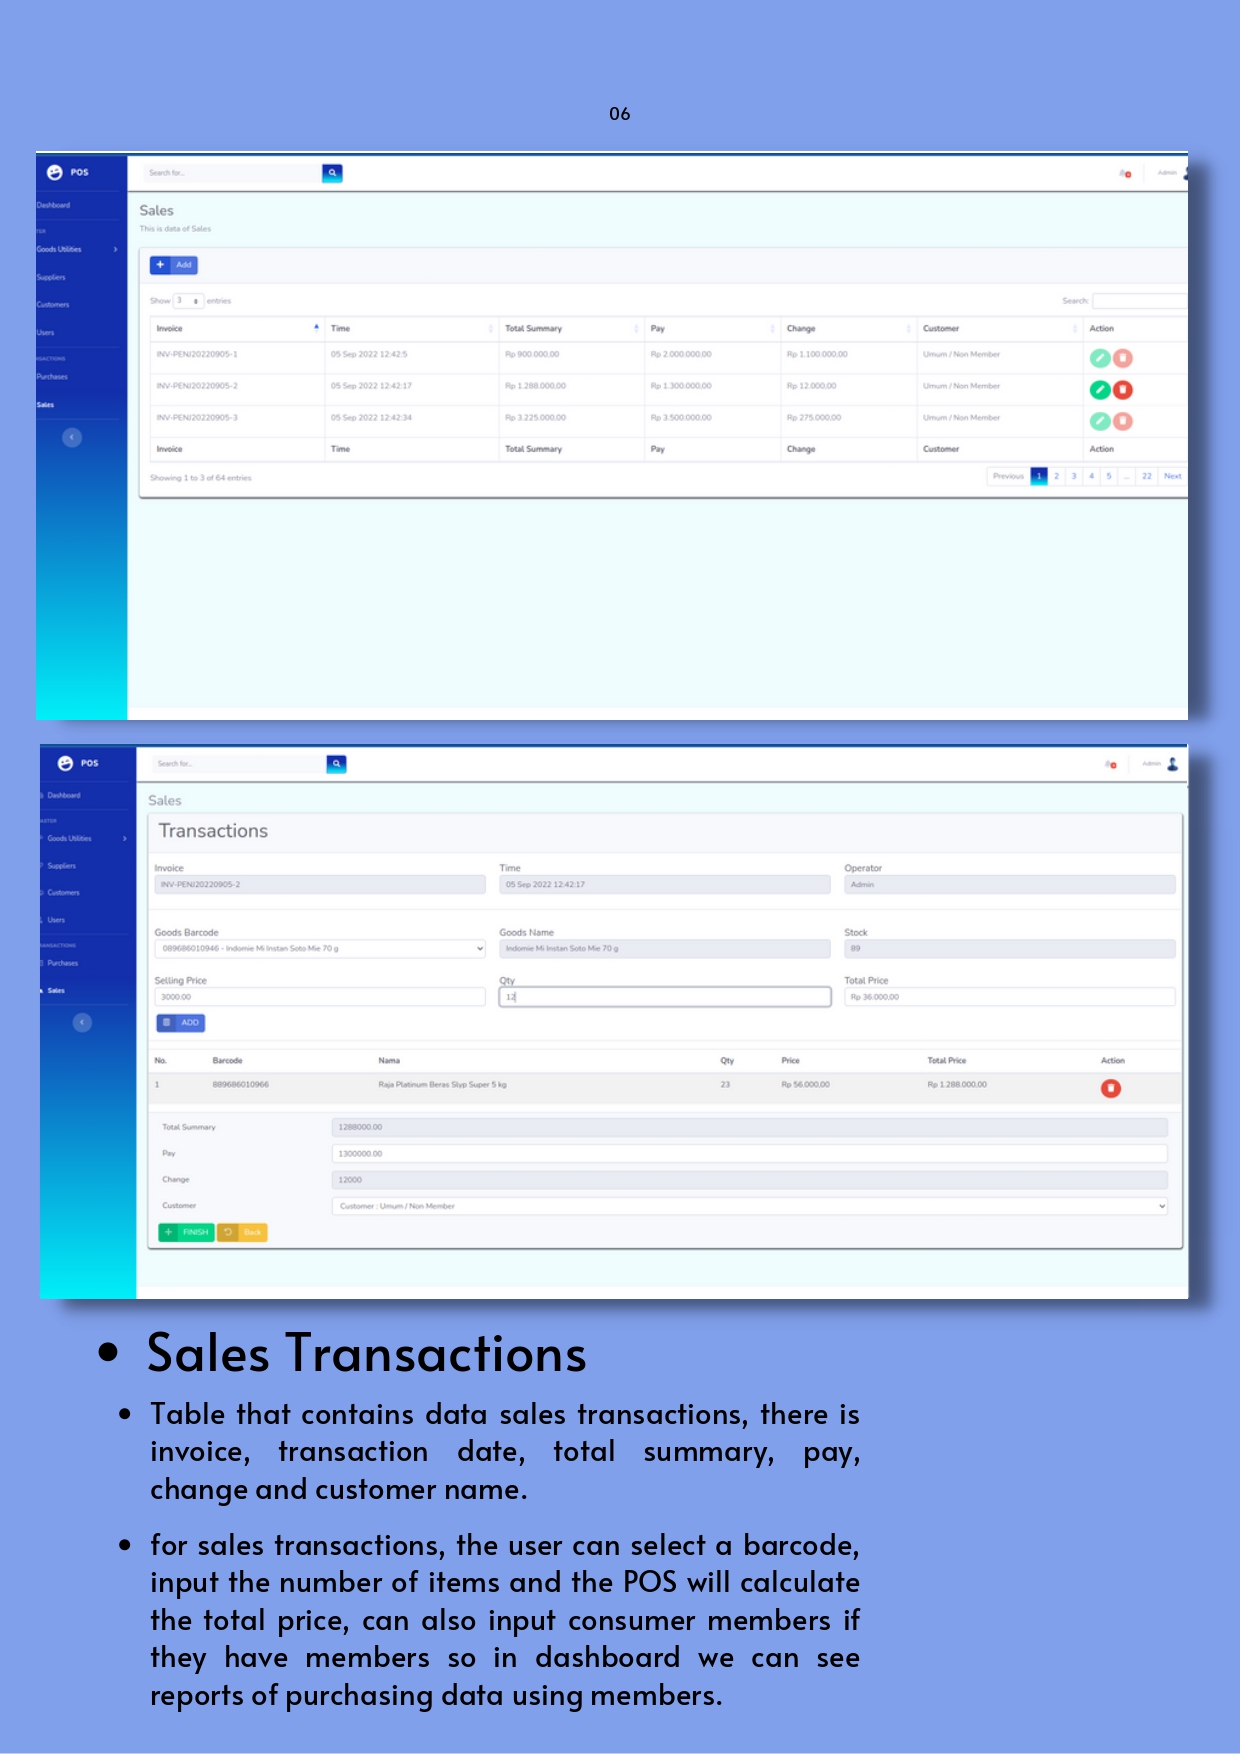 06
POS
Search for...
Admin
Dashboard
Sales
This is data of Sales
Goods Utilities
Add
Suppliers
Customers
Show 3 entries
Search:
Users
Invoice Time Total Summary Pay Change Customer Action
INV-PENJ20220905-1 05 Sep 2022 12:42:5 Rp 900.000,00 Rp 2.000.000,00 Rp 1.100.000,00 Umum / Non Member
Purchases
INV-PENJ20220905-2 05 Sep 2022 12:42:17 Rp 1.288.000,00 Rp 1.300.000,00 Rp 12.000,00 Umum / Non Member
Sales
INV-PENJ20220905-3 05 Sep 2022 12:42:34 Rp 3.225.000,00 Rp 3.500.000,00 Rp 275.000,00 Umum / Non Member
Invoice Time Total Summary Pay Change Customer Action
Showing 1 to 3 of 64 entries
Previous 1 2 3 4 5 ... 22 Next
POS
Search for...
Admin
Dashboard
Sales
Transactions
Goods Utilities
Suppliers
Customers
Users
Purchases
Sales
Invoice Time Operator
INV-PENJ20220905-2 05 Sep 2022 12:42:17 Admin
Goods Barcode Goods Name Stock
089686010946 - Indomie Mi Instan Soto Mie 70 g Indomie Mi Instan Soto Mie 70 g 89
Selling Price Qty Total Price
3000.00 12 Rp 36.000,00
ADD
No. Barcode Nama Qty Price Total Price Action
1 889686010966 Raja Platinum Beras Slyp Super 5 kg 23 Rp 56.000,00 Rp 1.288.000,00
Total Summary 1288000.00
Pay 1300000.00
Change 12000
Customer Customer : Umum / Non Member
FINISH Back
• Sales Transactions
• Table that contains data sales transactions, there is
invoice, transaction date, total summary, pay,
change and customer name.
• for sales transactions, the user can select a barcode,
input the number of items and the POS will calculate
the total price, can also input consumer members if
they have members so in dashboard we can see
reports of purchasing data using members.